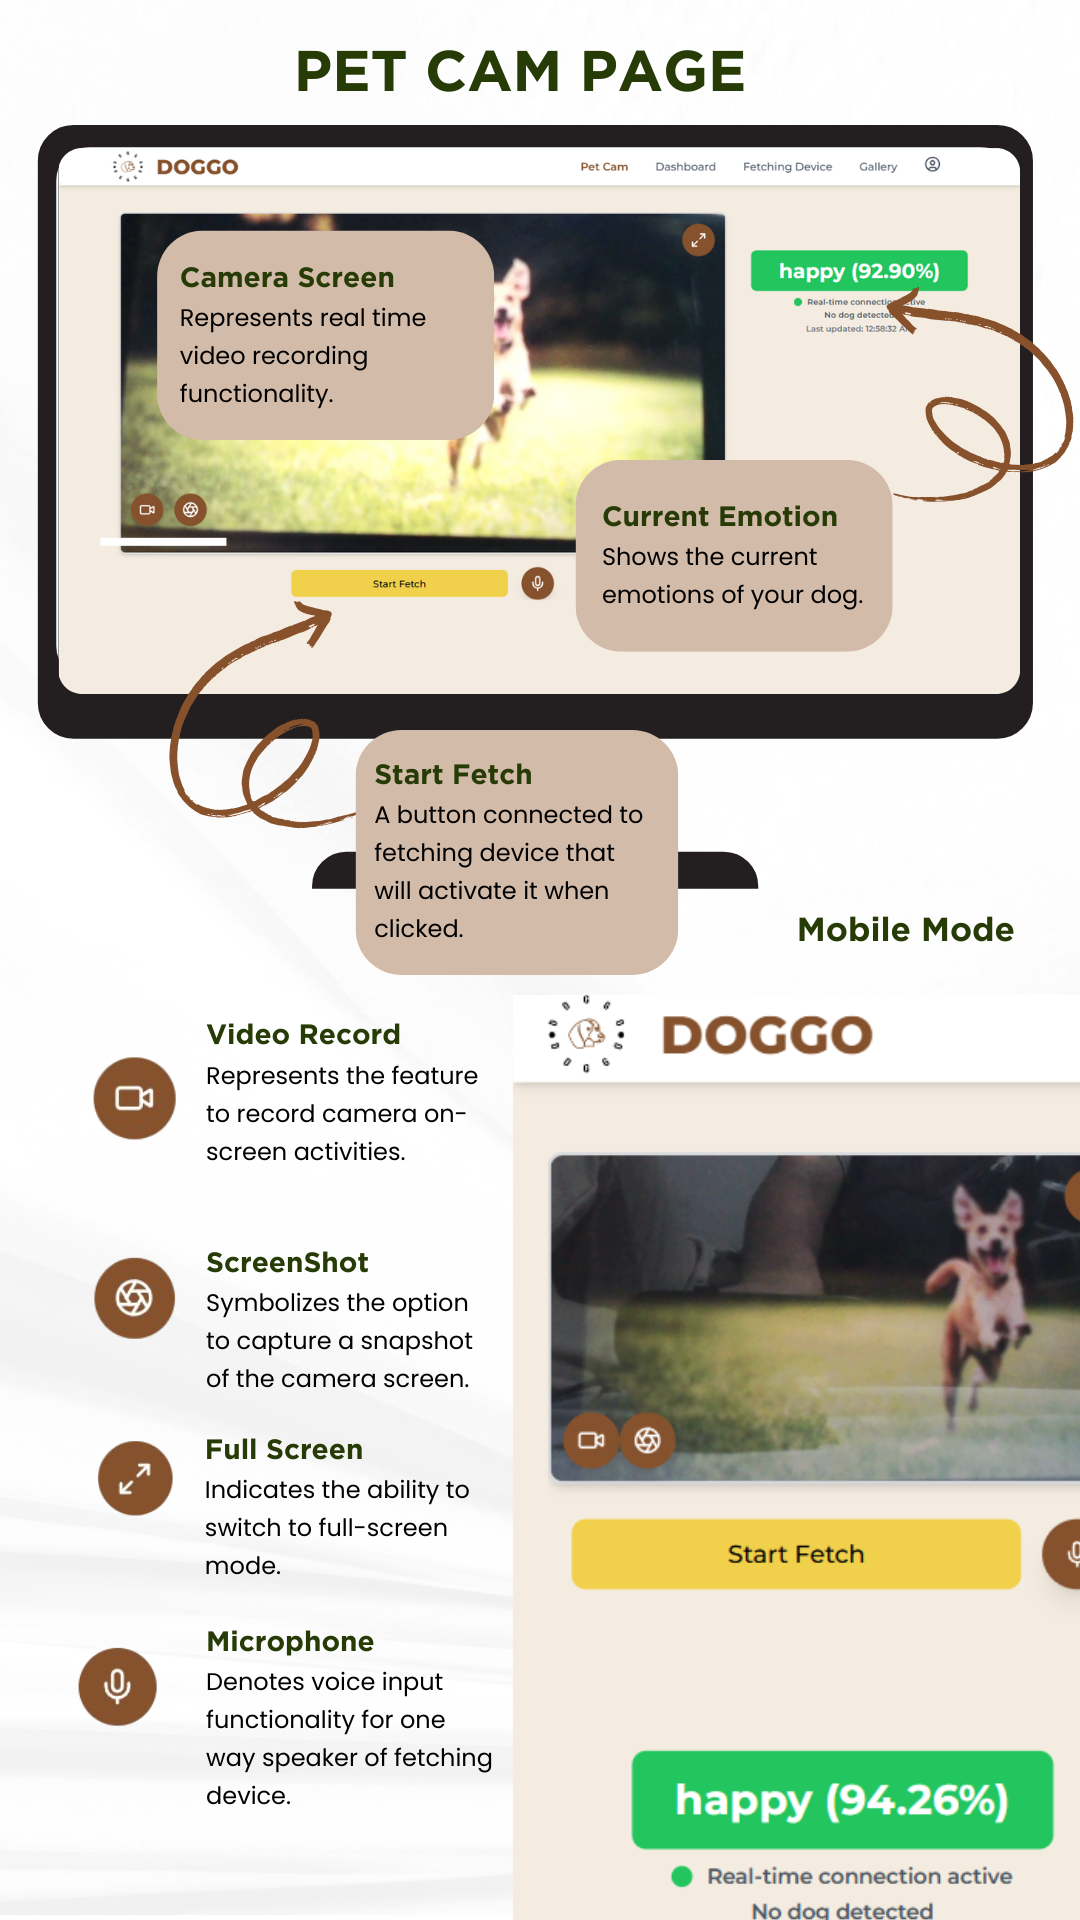 PET CAM PAGE
DOGGO
Pet Cam Dashboard Fetching Device Gallery
Camera Screen
Represents real time
video recording
functionality.
happy (92.90%)
Real-time connection
No dog detected
Last updated: 12:58:32
Current Emotion
Shows the current
emotions of your dog.
Start Fetch
Start Fetch
A button connected to
fetching device that
will activate it when
clicked.
Mobile Mode
Video Record
Represents the feature
to record camera on-
screen activities.
ScreenShot
Symbolizes the option
to capture a snapshot
of the camera screen.
Full Screen
Indicates the ability to
switch to full-screen
mode.
Microphone
Denotes voice input
functionality for one
way speaker of fetching
device.
DOGGO
Start Fetch
happy (94.26%)
Real-time connection active
No dog detected